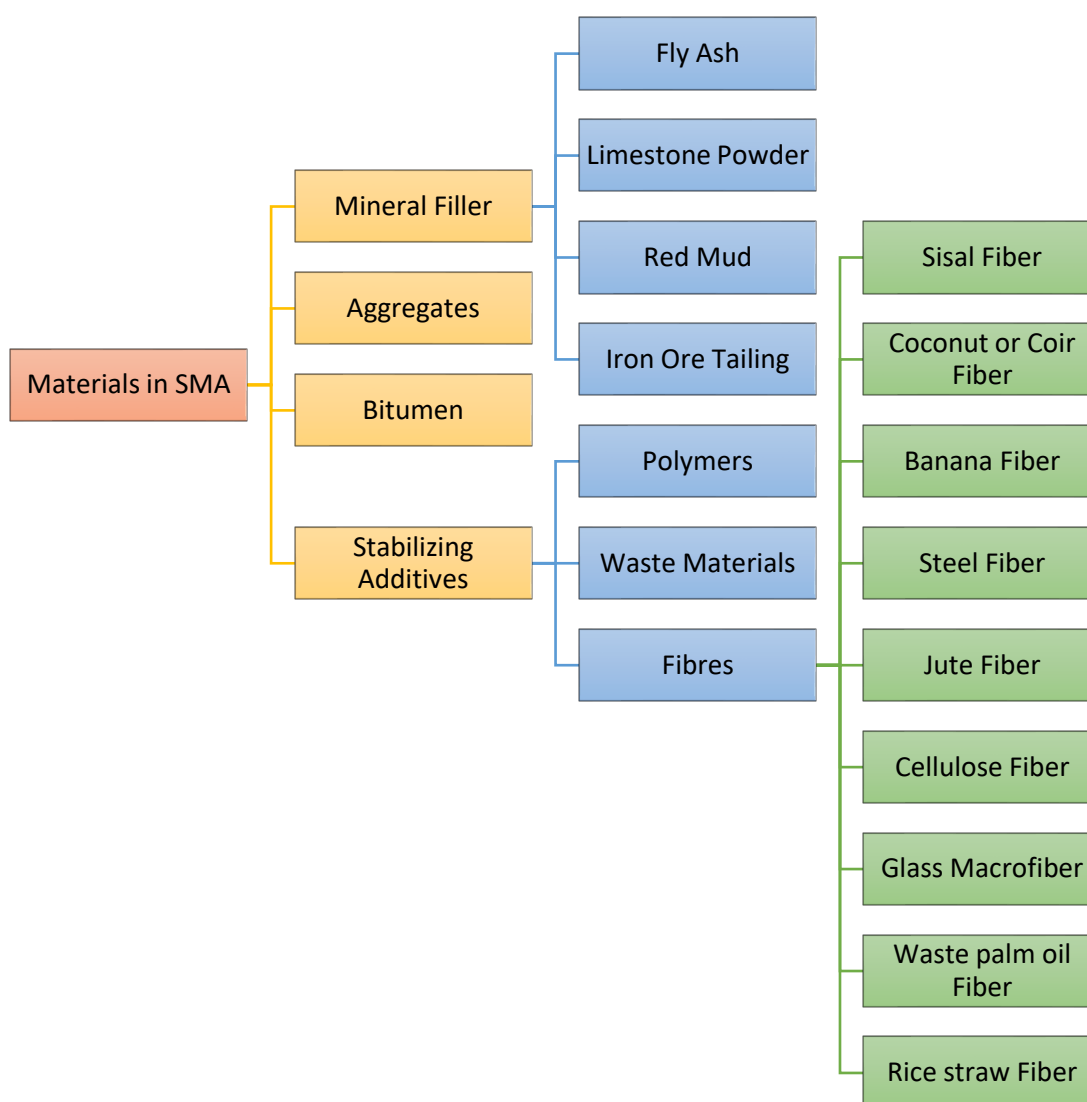 Materials in SMA
Mineral Filler
Aggregates
Bitumen
Stabilizing
Additives
Fly Ash
Limestone Powder
Red Mud
Iron Ore Tailing
Polymers
Waste Materials
Fibres
Sisal Fiber
Coconut or Coir
Fiber
Banana Fiber
Steel Fiber
Jute Fiber
Cellulose Fiber
Glass Macrofiber
Waste palm oil
Fiber
Rice straw Fiber